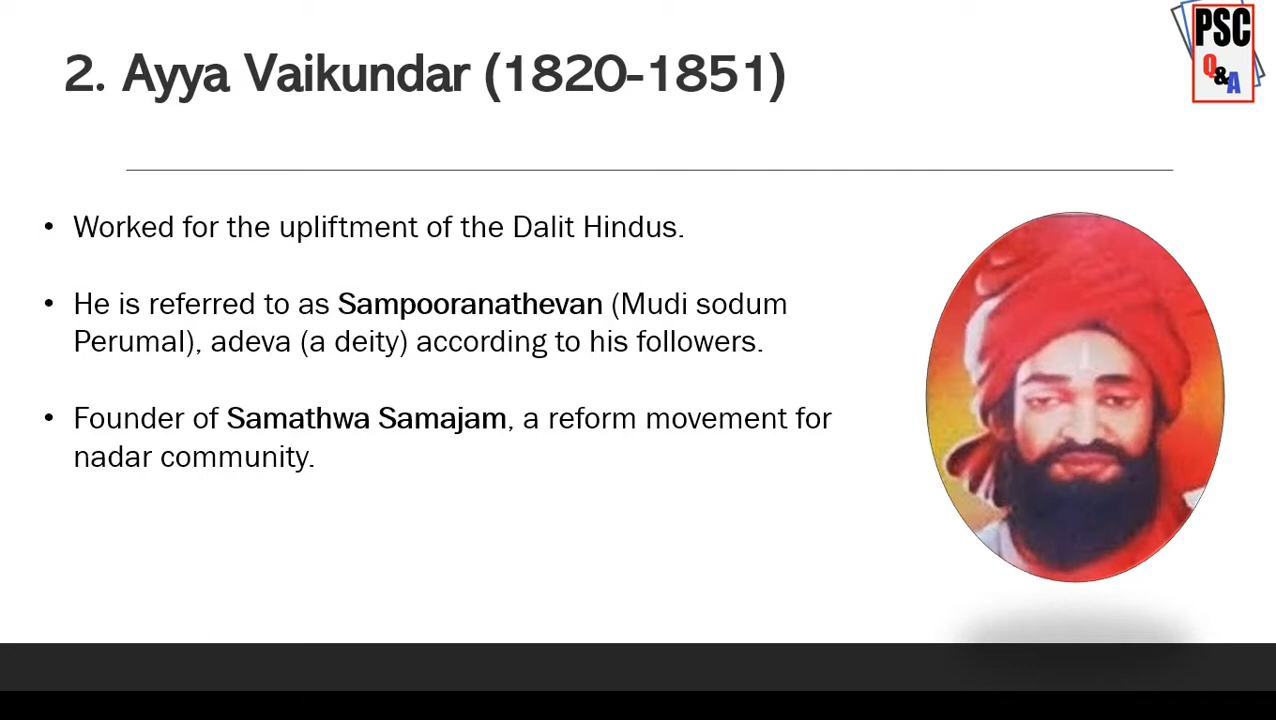 PSC
Q&A
2. Ayya Vaikundar (1820-1851)
• Worked for the upliftment of the Dalit Hindus.
• He is referred to as Sampooranathevan (Mudi sodum
Perumal), adeva (a deity) according to his followers.
• Founder of Samathwa Samajam, a reform movement for
nadar community.